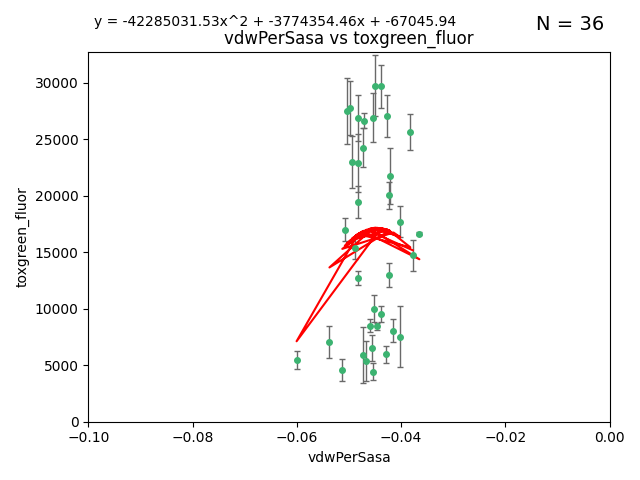 y = -42285031.53x^2 + -3774354.46x + -67045.94
N = 36
vdwPerSasa vs toxgreen_fluor
30000
25000
20000
15000
10000
5000
0
toxgreen_fluor
−0.10 −0.08 −0.06 −0.04 −0.02 0.00
vdwPerSasa